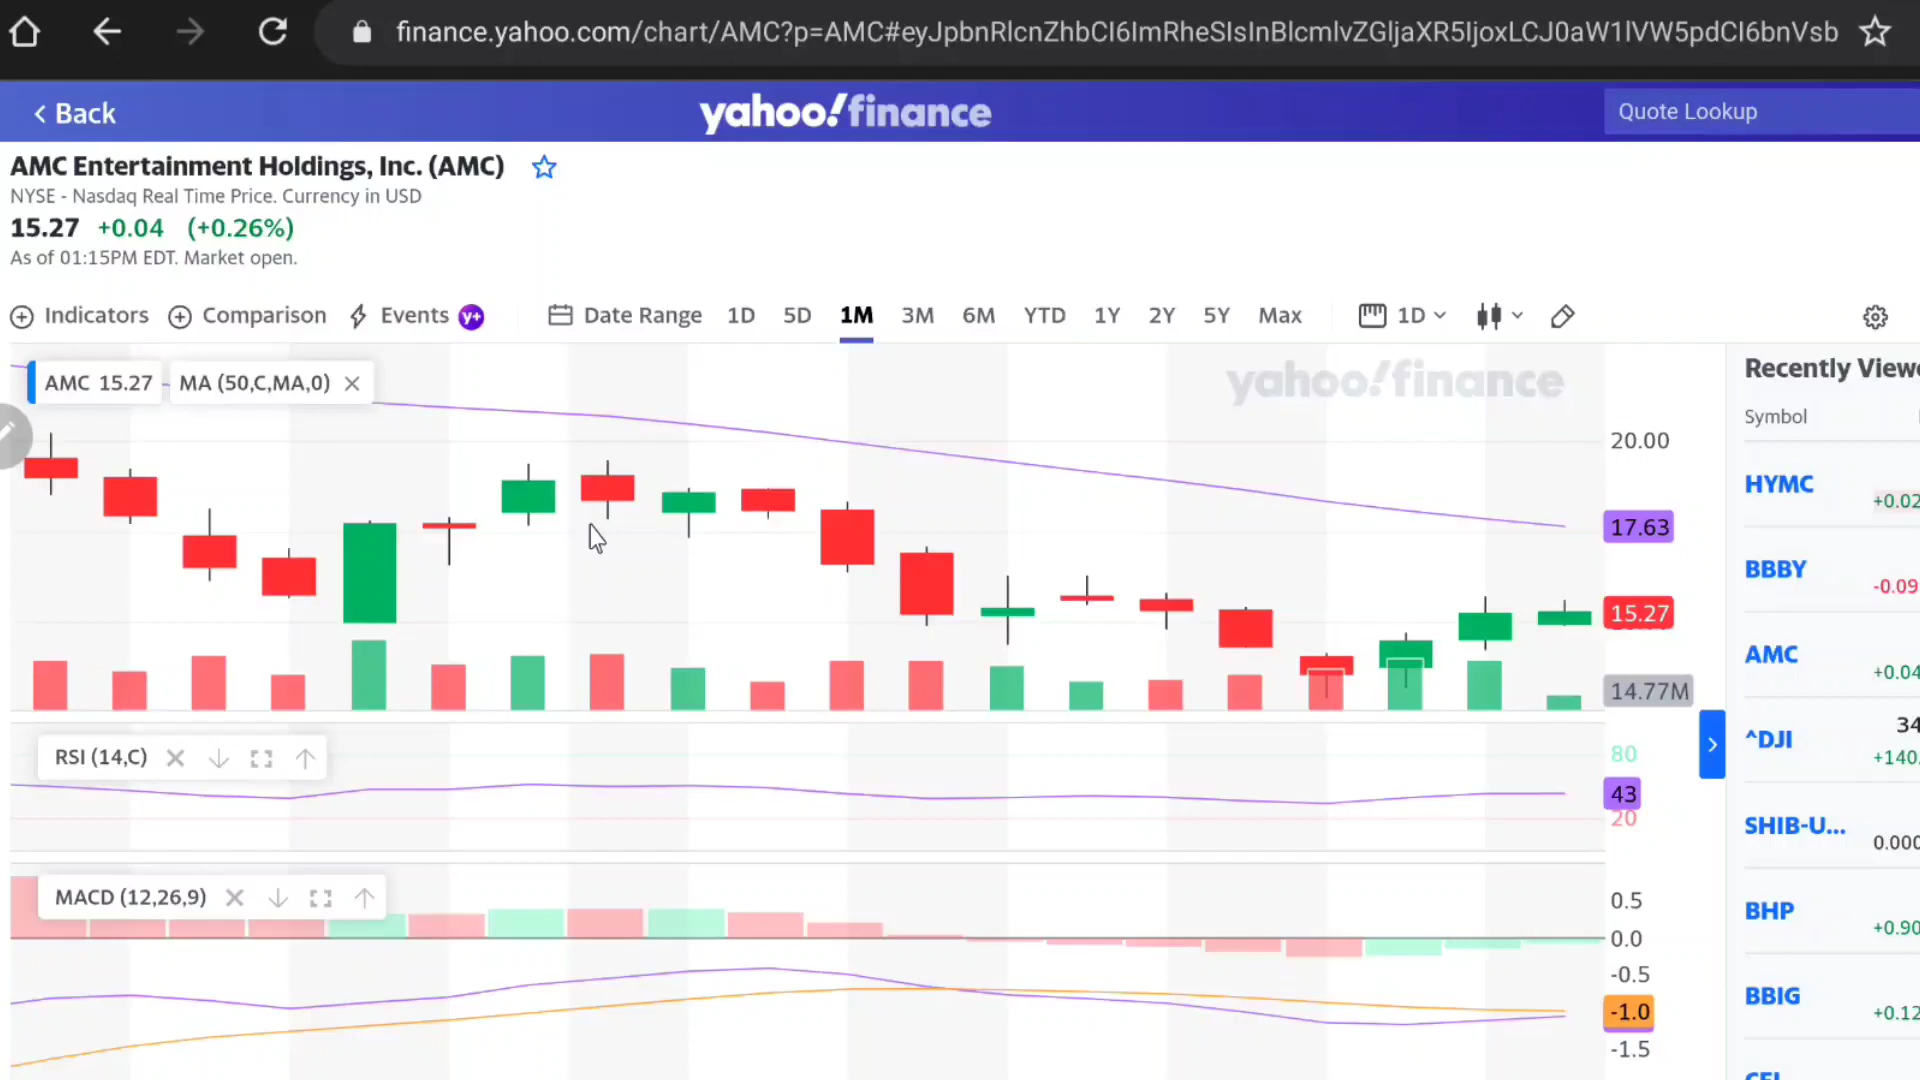 finance.yahoo.com/chart/AMC?p=AMC#eyJpbnRlcnZhbCI6ImRheSIsInBlcmlvZGljaXR5IjoxLCJ0aW1lVW5pdCI6bnVsb
Back
yahoo!finance
Quote Lookup
AMC Entertainment Holdings, Inc. (AMC)
NYSE - Nasdaq Real Time Price. Currency in USD
15.27 +0.04 (+0.26%)
As of 01:15PM EDT. Market open.
Indicators Comparison Events y+ Date Range 1D 5D 1M 3M 6M YTD 1Y 2Y 5Y Max 1D
AMC 15.27 MA (50,C,MA,0)
yahoo!finance
20.00
17.63
15.27
14.77M
RSI (14,C)
80
43
20
MACD (12,26,9)
0.5
0.0
-0.5
-1.0
-1.5
Recently Viewe
Symbol
HYMC +0.02
BBBY -0.09
AMC +0.04
^DJI 34
+140.
SHIB-U... 0.000
BHP +0.90
BBIG +0.12